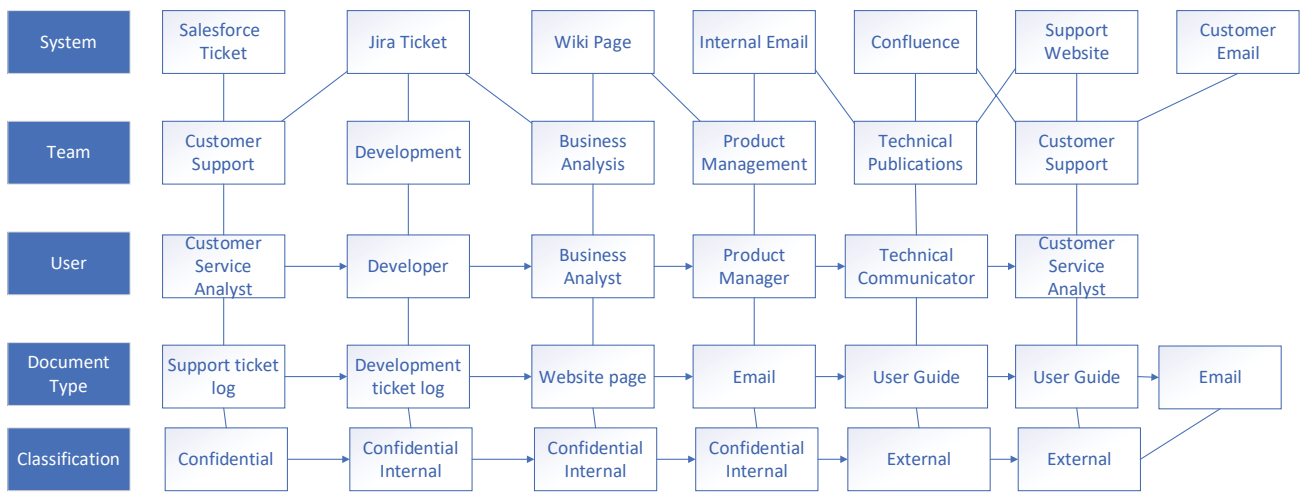 System
Salesforce
Ticket
Jira Ticket
Wiki Page
Internal Email
Confluence
Support
Website
Customer
Email
Team
Customer
Support
Development
Business
Analysis
Product
Management
Technical
Publications
Customer
Support
User
Customer
Service
Analyst
Developer
Business
Analyst
Product
Manager
Technical
Communicator
Customer
Service
Analyst
Document
Type
Support ticket
log
Development
ticket log
Website page
Email
User Guide
User Guide
Email
Classification
Confidential
Confidential
Internal
Confidential
Internal
Confidential
Internal
External
External